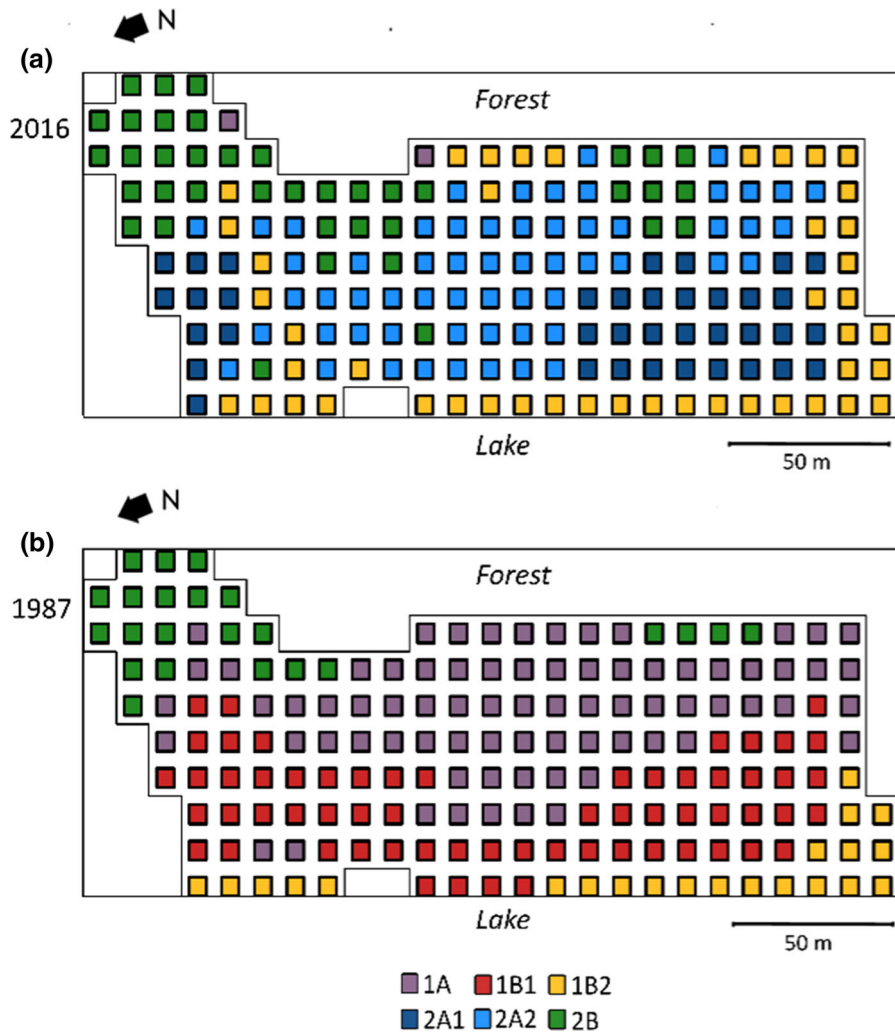 N
(a)
2016
Forest
Lake
50 m
N
(b)
1987
Forest
Lake
50 m
1A 1B1 1B2
2A1 2A2 2B